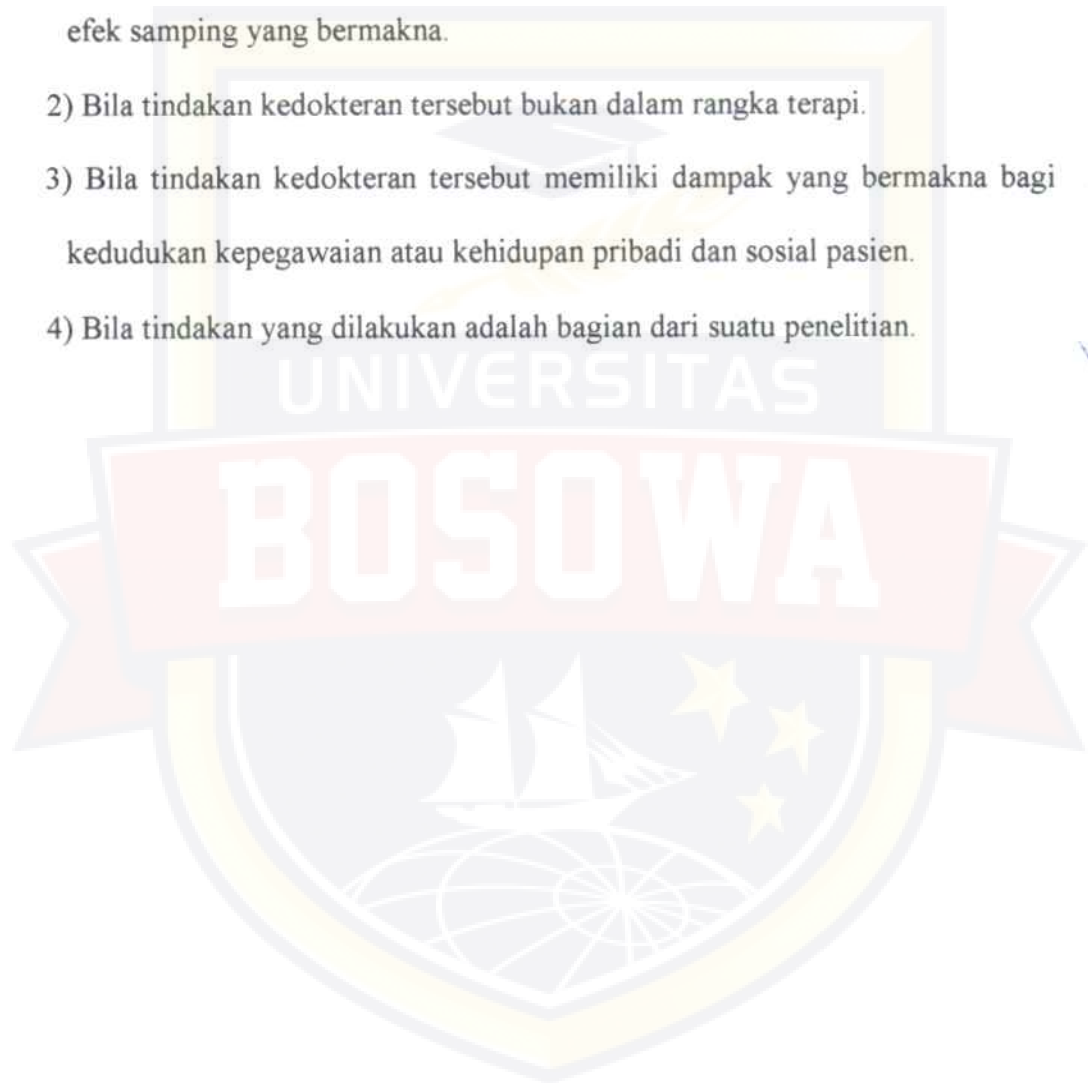 efek samping yang bermakna.
2) Bila tindakan kedokteran tersebut bukan dalam rangka terapi.
3) Bila tindakan kedokteran tersebut memiliki dampak yang bermakna bagi
kedudukan kepegawaian atau kehidupan pribadi dan sosial pasien.
4) Bila tindakan yang dilakukan adalah bagian dari suatu penelitian.
UNIVERSITAS
BOSOWA